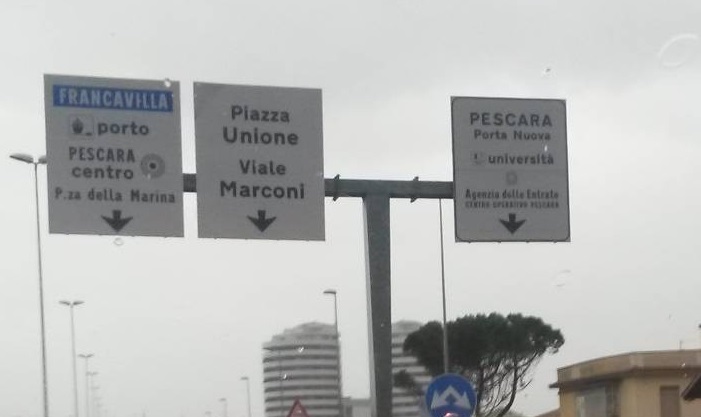 FRANCAVILLA
porto
PESCARA
centro
P.za della Marina
Piazza
Unione
Viale
Marconi
PESCARA
Porta Nuova
università
Agenzia delle Entrate
CENTRO OPERATIVO PESCARA